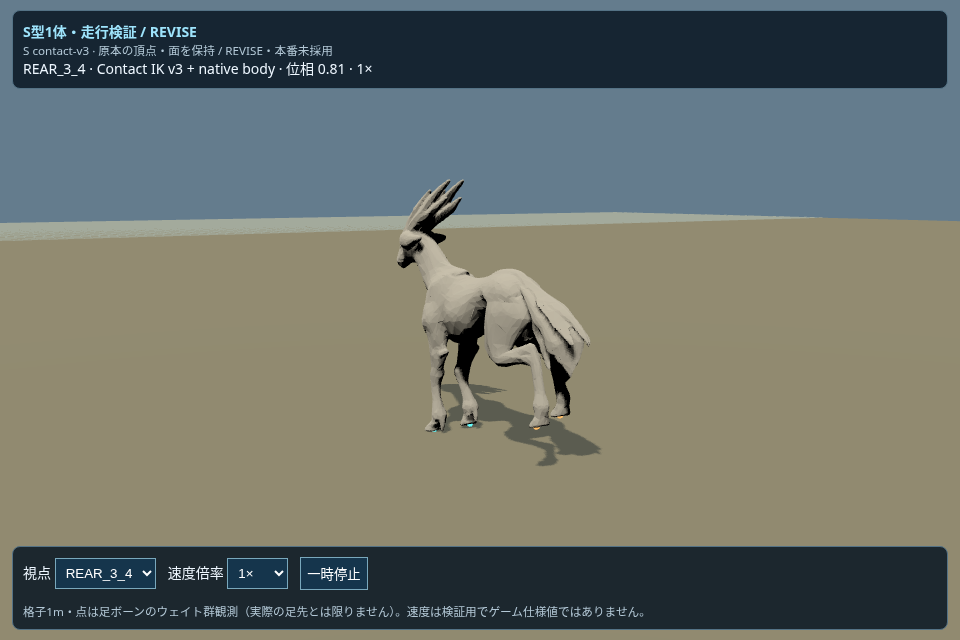 S型1体・走行検証 / REVISE
S contact-v3 · 原本の頂点・面を保持 / REVISE・本番未採用
REAR_3_4 · Contact IK v3 + native body · 位相 0.81 · 1×
視点 REAR_3_4 速度倍率 1× 一時停止
格子1m・点は足ボーンのウェイト群観測（実際の足先とは限りません）。速度は検証用でゲーム仕様値ではありません。